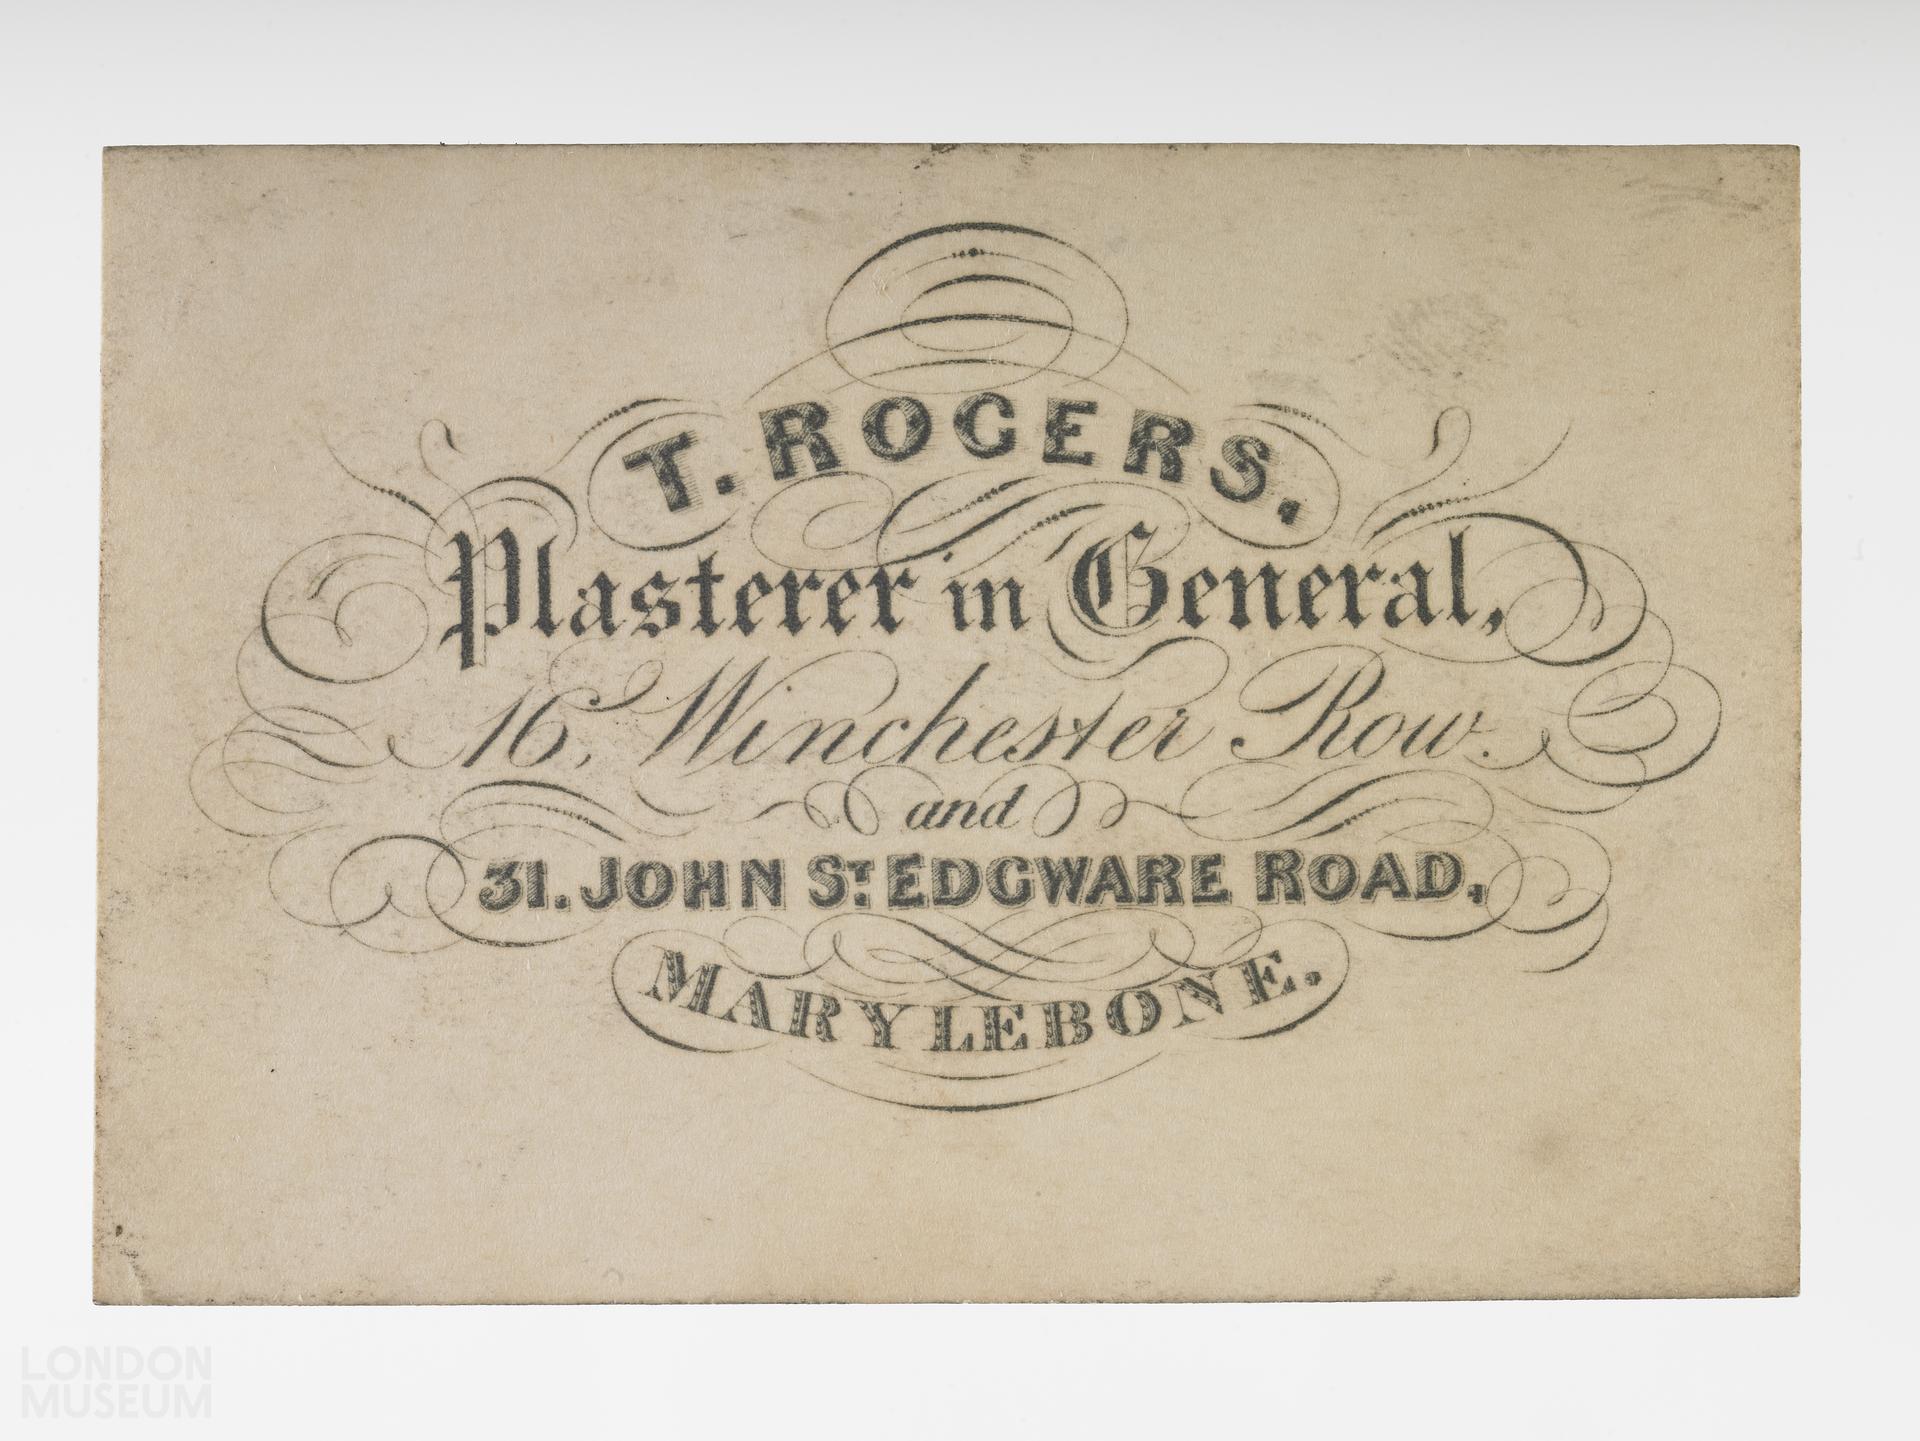 T. ROGERS.
Plasterer in General,
16, Winchester Row.
and
31. JOHN ST. EDGWARE ROAD,
MARYLEBONE.
LONDON
MUSEUM